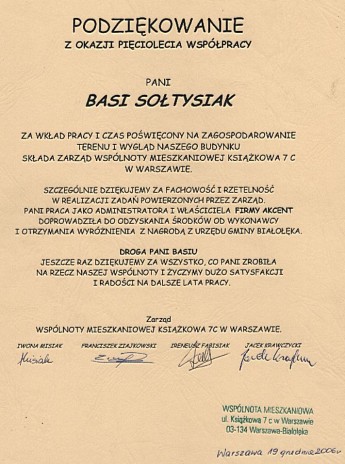 PODZIĘKOWANIE
Z OKAZJI PIĘCIOLECIA WSPÓŁPRACY
PANI
BASI SOŁTYSIAK
ZA WKŁAD PRACY I CZAS POŚWIĘCONY NA ZAGOSPODAROWANIE
TERENU I WYGLĄD NASZEGO BUDYNKU
SKŁADA ZARZĄD WSPÓLNOTY MIESZKANIOWEJ KSIĄŻKOWA 7 C
W WARSZAWIE.
SZCZEGÓLNIE DZIĘKUJEMY ZA FACHOWOŚĆ I RZETELNOŚĆ
W REALIZACJI ZADAŃ POWIERZONYCH PRZEZ ZARZĄD.
PANI PRACA JAKO ADMINISTRATORA I WŁAŚCICIELA FIRMY AKCENT
DOPROWADZIŁA DO ODZYSKANIA ŚRODKÓW OD WYKONAWCY
I OTRZYMANIA WYRÓŻNIENIA Z NAGRODĄ Z URZĘDU GMINY BIAŁOŁĘKA.
DROGA PANI BASIU
JESZCZE RAZ DZIĘKUJEMY ZA WSZYSTKO, CO PANI ZROBIŁA
NA RZECZ NASZEJ WSPÓLNOTY I ŻYCZYMY DUŻO SATYSFAKCJI
I RADOŚCI NA DALSZE LATA PRACY.
Zarząd
WSPÓLNOTY MIESZKANIOWEJ KSIĄŻKOWA 7C W WARSZAWIE.
IWONA MISIAK FRANCISZEK ZIAJKOWSKI IRENEUSZ PARISIAK JACEK KRAWCZYCKI
WSPÓLNOTA MIESZKANIOWA
ul. Książkowa 7 c w Warszawie
03-134 Warszawa-Białołęka
Warszawa 19 grudnia 2006r